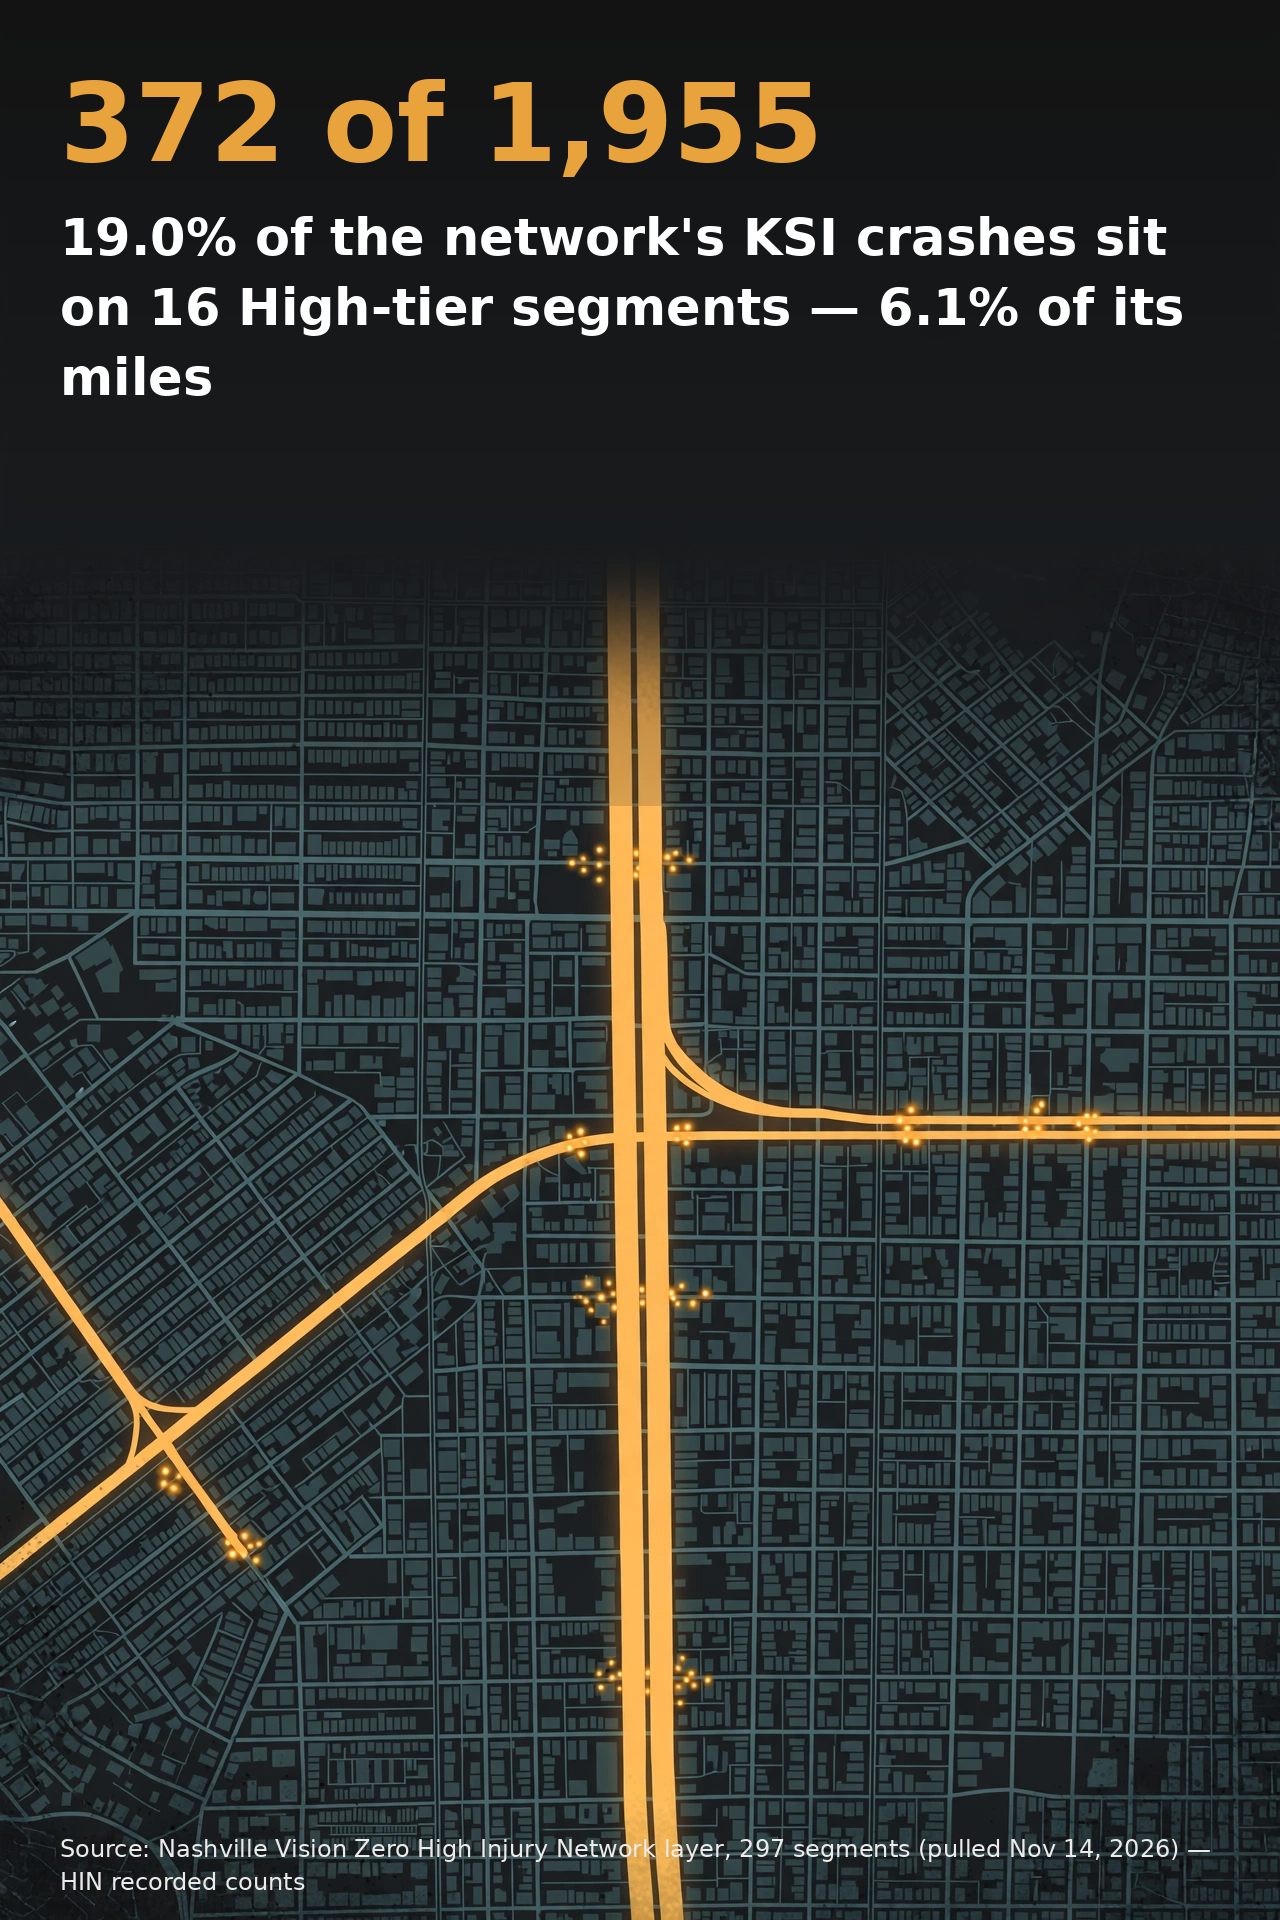 372 of 1,955
19.0% of the network's KSI crashes sit
on 16 High-tier segments — 6.1% of its
miles
Source: Nashville Vision Zero High Injury Network layer, 297 segments (pulled Nov 14, 2026) —
HIN recorded counts